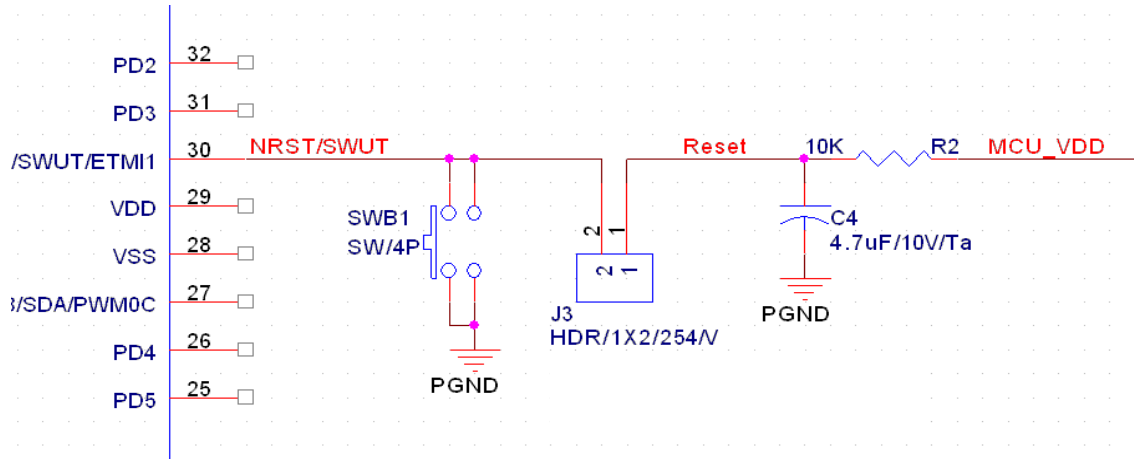 PD2 32
PD3 31
/SWUT/ETMI1 30 NRST/SWUT Reset 10K R2 MCU_VDD
VDD 29
VSS 28
3/SDA/PWM0C 27
PD4 26
PD5 25
SWB1
SW/4P
PGND
2 1
2 1
J3
HDR/1X2/254/V
C4
4.7uF/10V/Ta
PGND